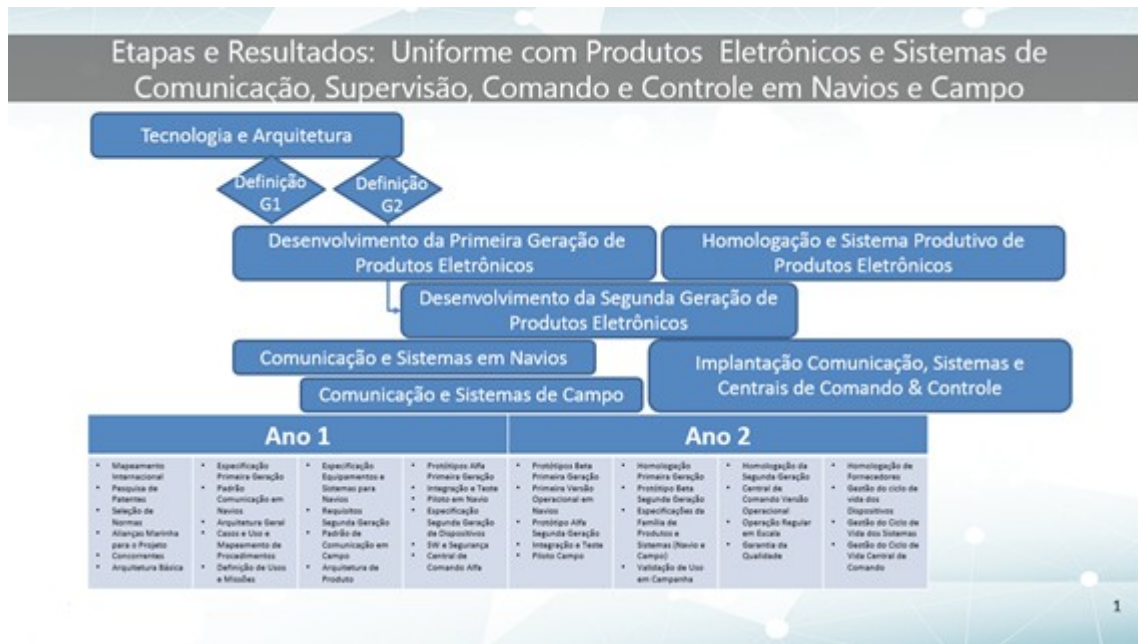 Etapas e Resultados: Uniforme com Produtos Eletrônicos e Sistemas de
Comunicação, Supervisão, Comando e Controle em Navios e Campo
Tecnologia e Arquitetura
Definição
G1
Definição
G2
Desenvolvimento da Primeira Geração de
Produtos Eletrônicos
Homologação e Sistema Produtivo de
Produtos Eletrônicos
Desenvolvimento da Segunda Geração de
Produtos Eletrônicos
Comunicação e Sistemas em Navios
Implantação Comunicação, Sistemas e
Centrais de Comando & Controle
Comunicação e Sistemas de Campo
Ano 1
Ano 2
• Mapeamento
Internacional
• Pesquisa de
Patentes
• Seleção de
Normas
• Alianças Marinha
para o Projeto
• Concorrentes
• Arquitetura Básica
• Especificação
Primeira Geração
• Padrão
Comunicação em
Navios
• Arquitetura Geral
• Casos e Uso e
Mapeamento de
Procedimentos
• Definição de Usos
e Missões
• Especificação
Equipamentos e
Sistemas para
Navios
• Requisitos
Segunda Geração
• Padrão de
Comunicação em
Campo
• Arquitetura de
Produto
• Protótipos Alfa
Primeira Geração
• Integração e Teste
• Piloto em Navio
• Especificação
Segunda Geração
de Dispositivos
• SW e Segurança
• Central de
Comando Alfa
• Protótipos Beta
Primeira Geração
• Primeira Versão
Operacional em
Navios
• Protótipo Alfa
Segunda Geração
• Integração e Teste
• Piloto Campo
• Homologação
Primeira Geração
• Protótipo Beta
Segunda Geração
• Especificações da
Família de
Produtos e
Sistemas (Navio e
Campo)
• Validação de Uso
em Campanha
• Homologação da
Segunda Geração
• Central de
Comando Versão
Operacional
• Operação Regular
em Escala
• Garantia da
Qualidade
• Homologação de
Fornecedores
• Gestão do ciclo de
vida dos
Dispositivos
• Gestão do Ciclo de
Vida dos Sistemas
• Gestão do Ciclo de
Vida Central de
Comando
1